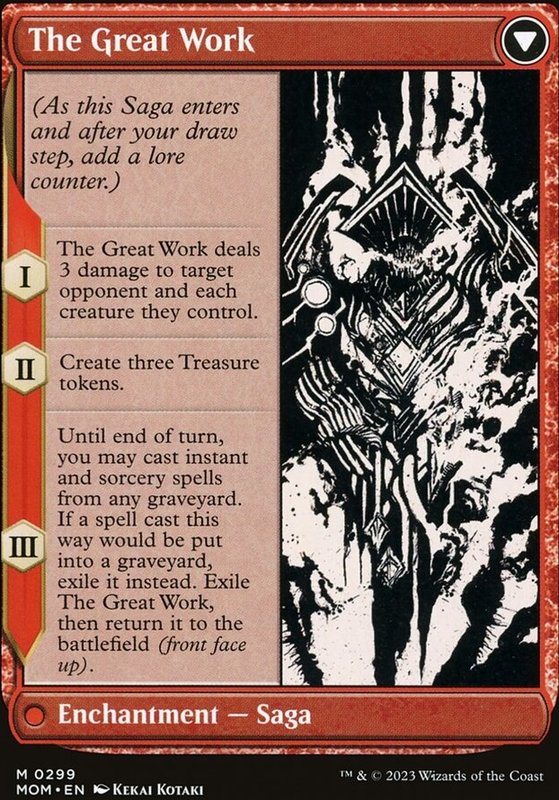 The Great Work
(As this Saga enters
and after your draw
step, add a lore
counter.)
I
The Great Work deals
3 damage to target
opponent and each
creature they control.
II
Create three Treasure
tokens.
III
Until end of turn,
you may cast instant
and sorcery spells
from any graveyard.
If a spell cast this
way would be put
into a graveyard,
exile it instead. Exile
The Great Work,
then return it to the
battlefield (front face
up).
Enchantment — Saga
M 0299
MOM • EN Kekai Kotaki
™ & © 2023 Wizards of the Coast